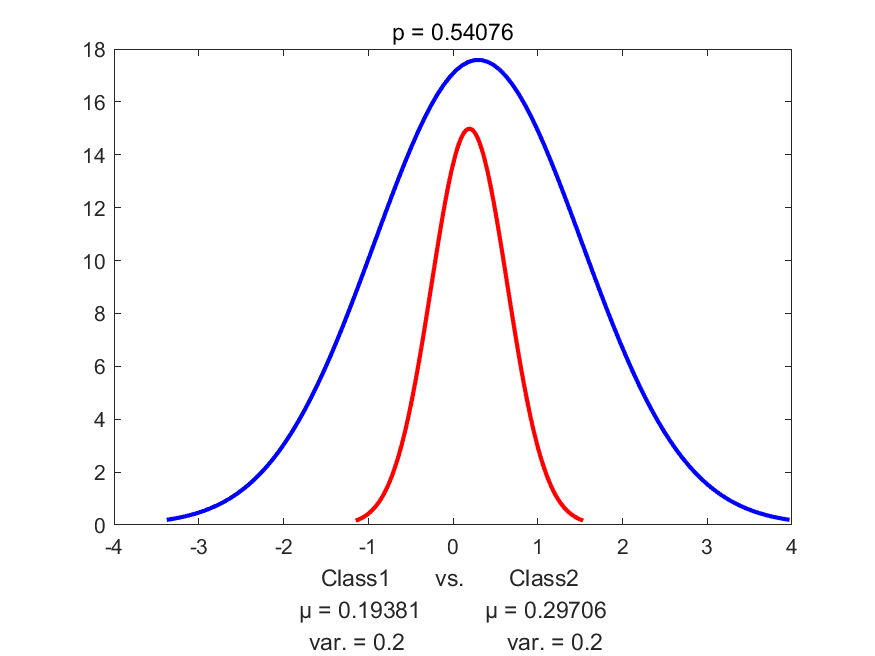 p = 0.54076
18
16
14
12
10
8
6
4
2
0
-4 -3 -2 -1 0 1 2 3 4
Class1 vs. Class2
μ = 0.19381 μ = 0.29706
var. = 0.2 var. = 0.2